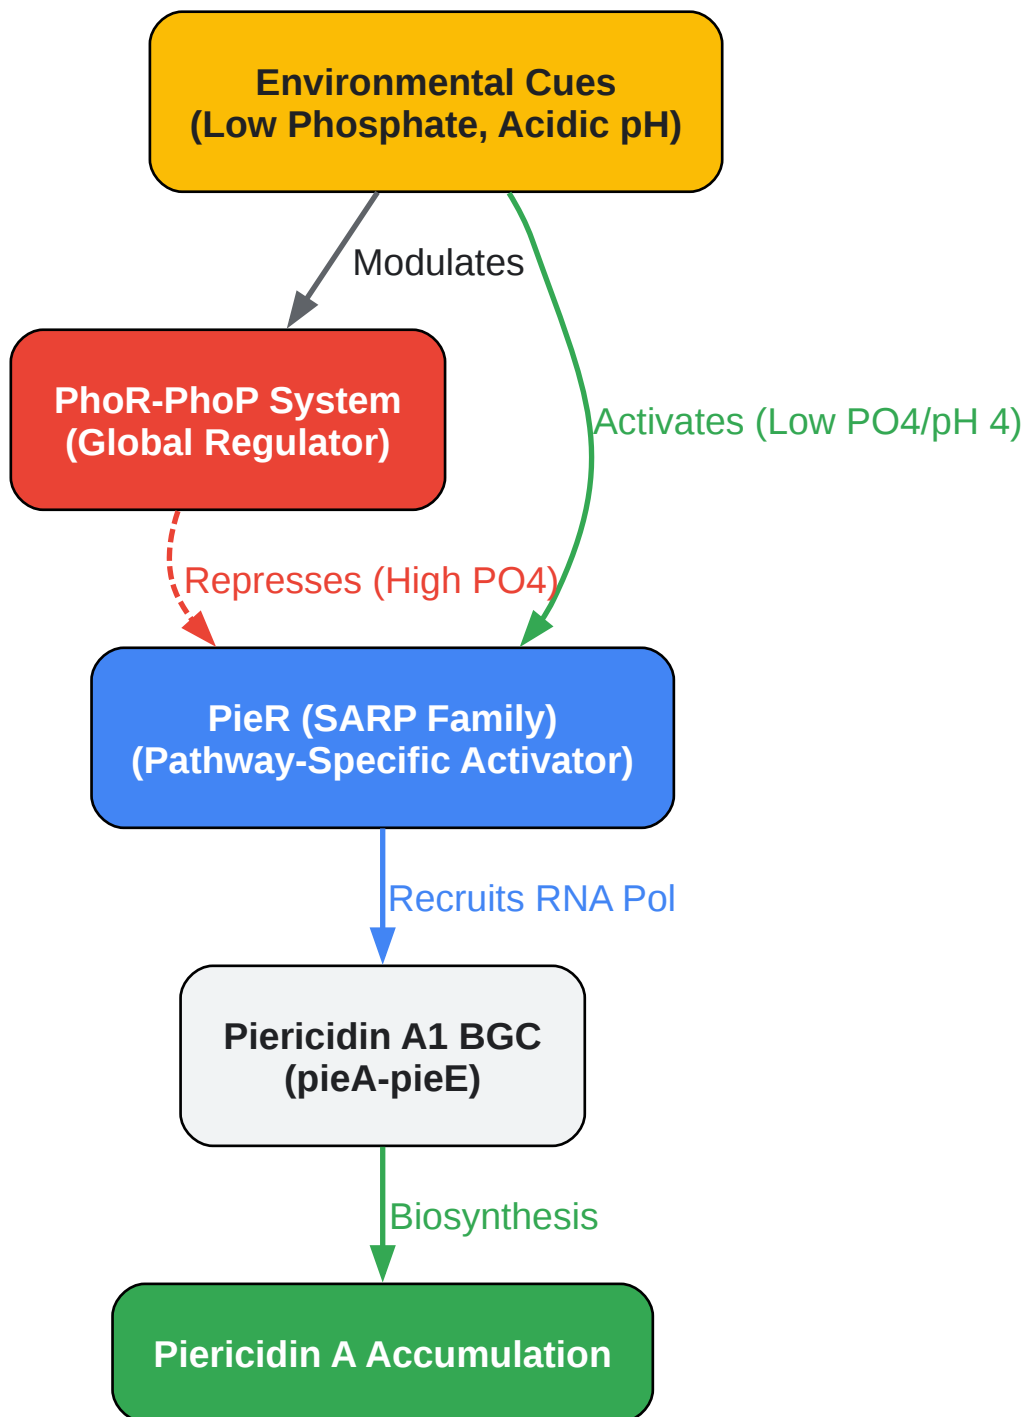 Environmental Cues
(Low Phosphate, Acidic pH)
Modulates
PhoR-PhoP System
(Global Regulator)
Activates (Low PO4/pH 4)
Represses (High PO4)
PieR (SARP Family)
(Pathway-Specific Activator)
Recruits RNA Pol
Piericidin A1 BGC
(pieA-pieE)
Biosynthesis
Piericidin A Accumulation